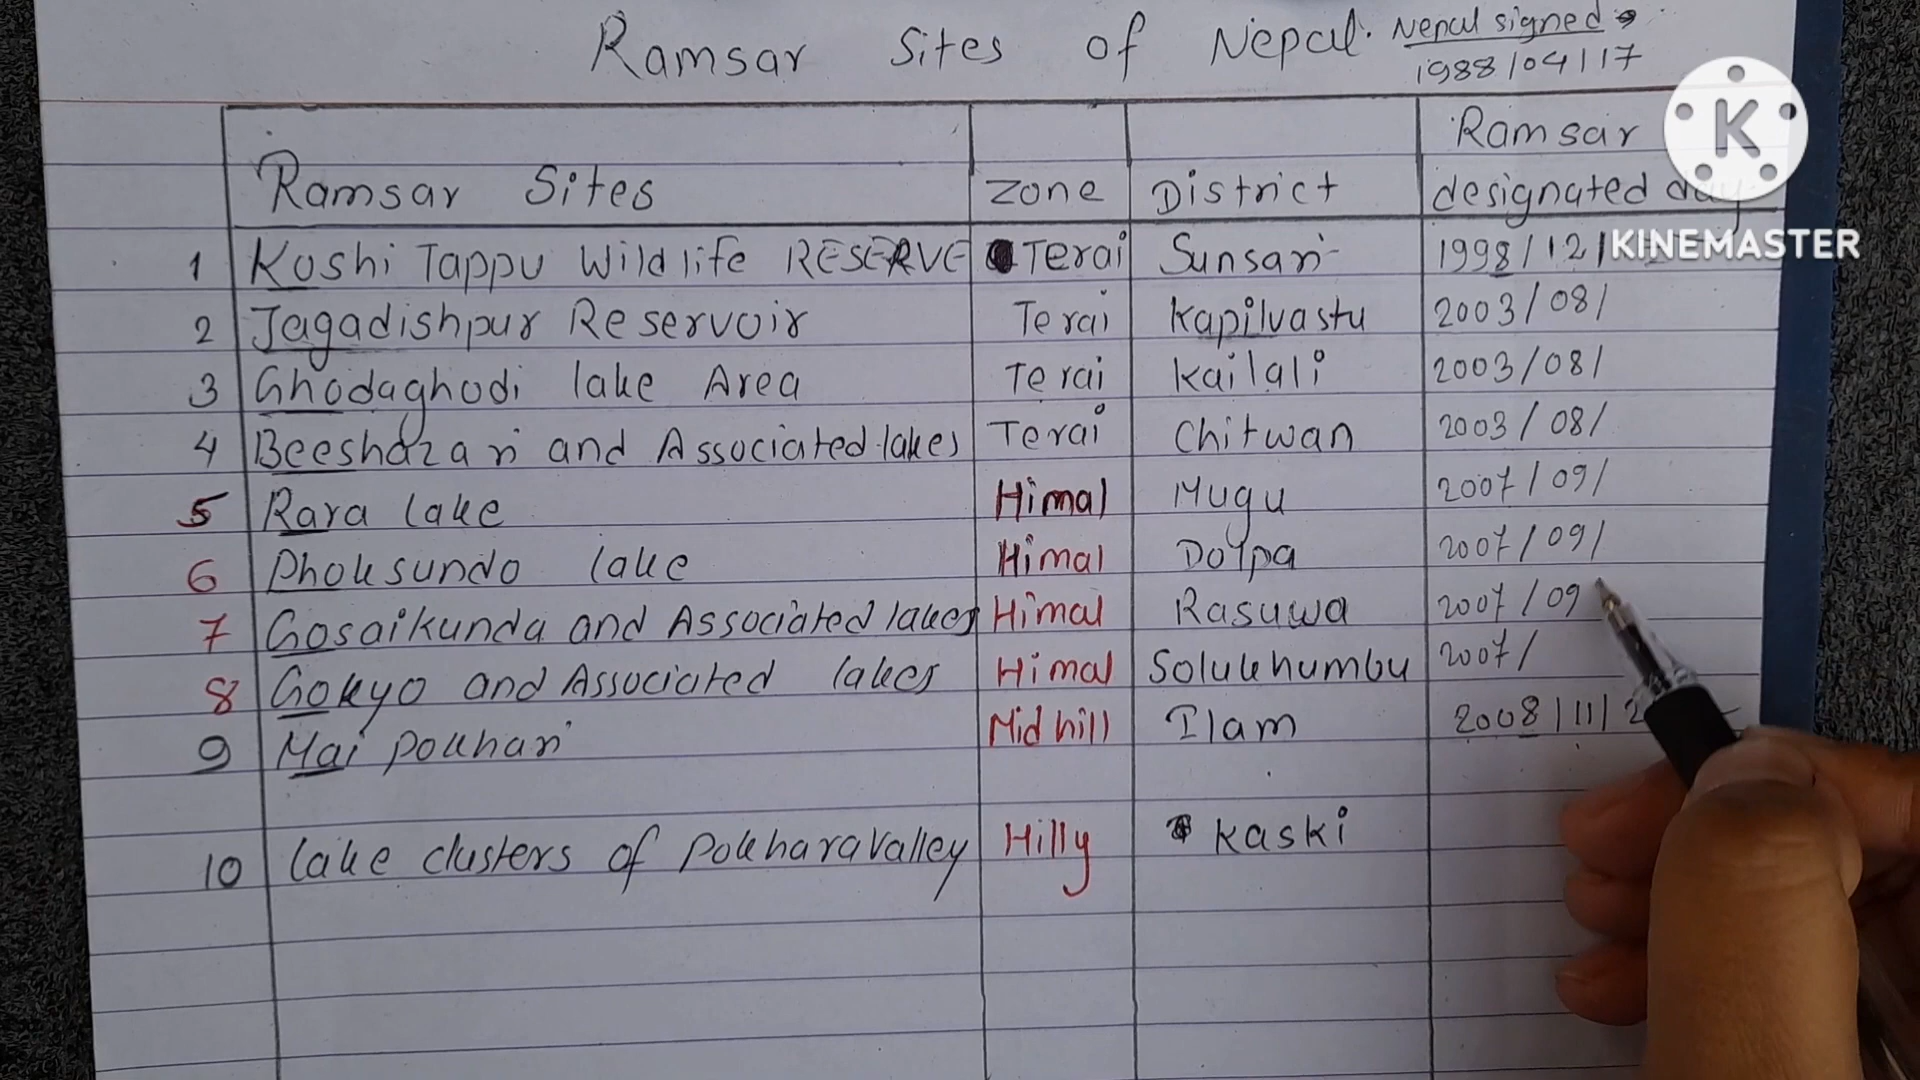 Ramsar Sites of Nepal. Nepal signed
1988/04/17
Ramsar
Ramsar Sites Zone District designated day
1 Koshi Tappu Wildlife RESERVE Terai Sunsari 1998/12/
2 Jagadishpur Reservoir Terai Kapilvastu 2003/08/
3 Ghodaghodi lake Area Terai Kailali 2003/08/
4 Beeshazari and Associated lakes Terai Chitwan 2003/08/
5 Rara lake Himal Mugu 2007/09/
6 Phoksundo lake Himal Dolpa 2007/09/
7 Gosaikunda and Associated lakes Himal Rasuwa 2007/09
8 Gokyo and Associated lakes Himal Solukhumbu 2007/
9 Mai pokhari Mid hill Ilam 2008/11/2
10 lake clusters of pokhara Valley Hilly Kaski
K
KINEMASTER